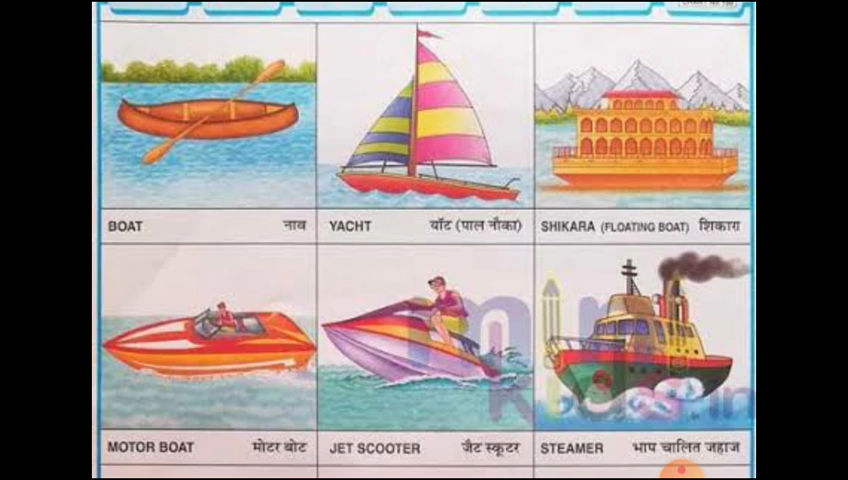 BOAT नाव
YACHT यॉट (पाल नौका)
SHIKARA (FLOATING BOAT) शिकारा
MOTOR BOAT मोटर बोट
JET SCOOTER जैट स्कूटर
STEAMER भाप चालित जहाज